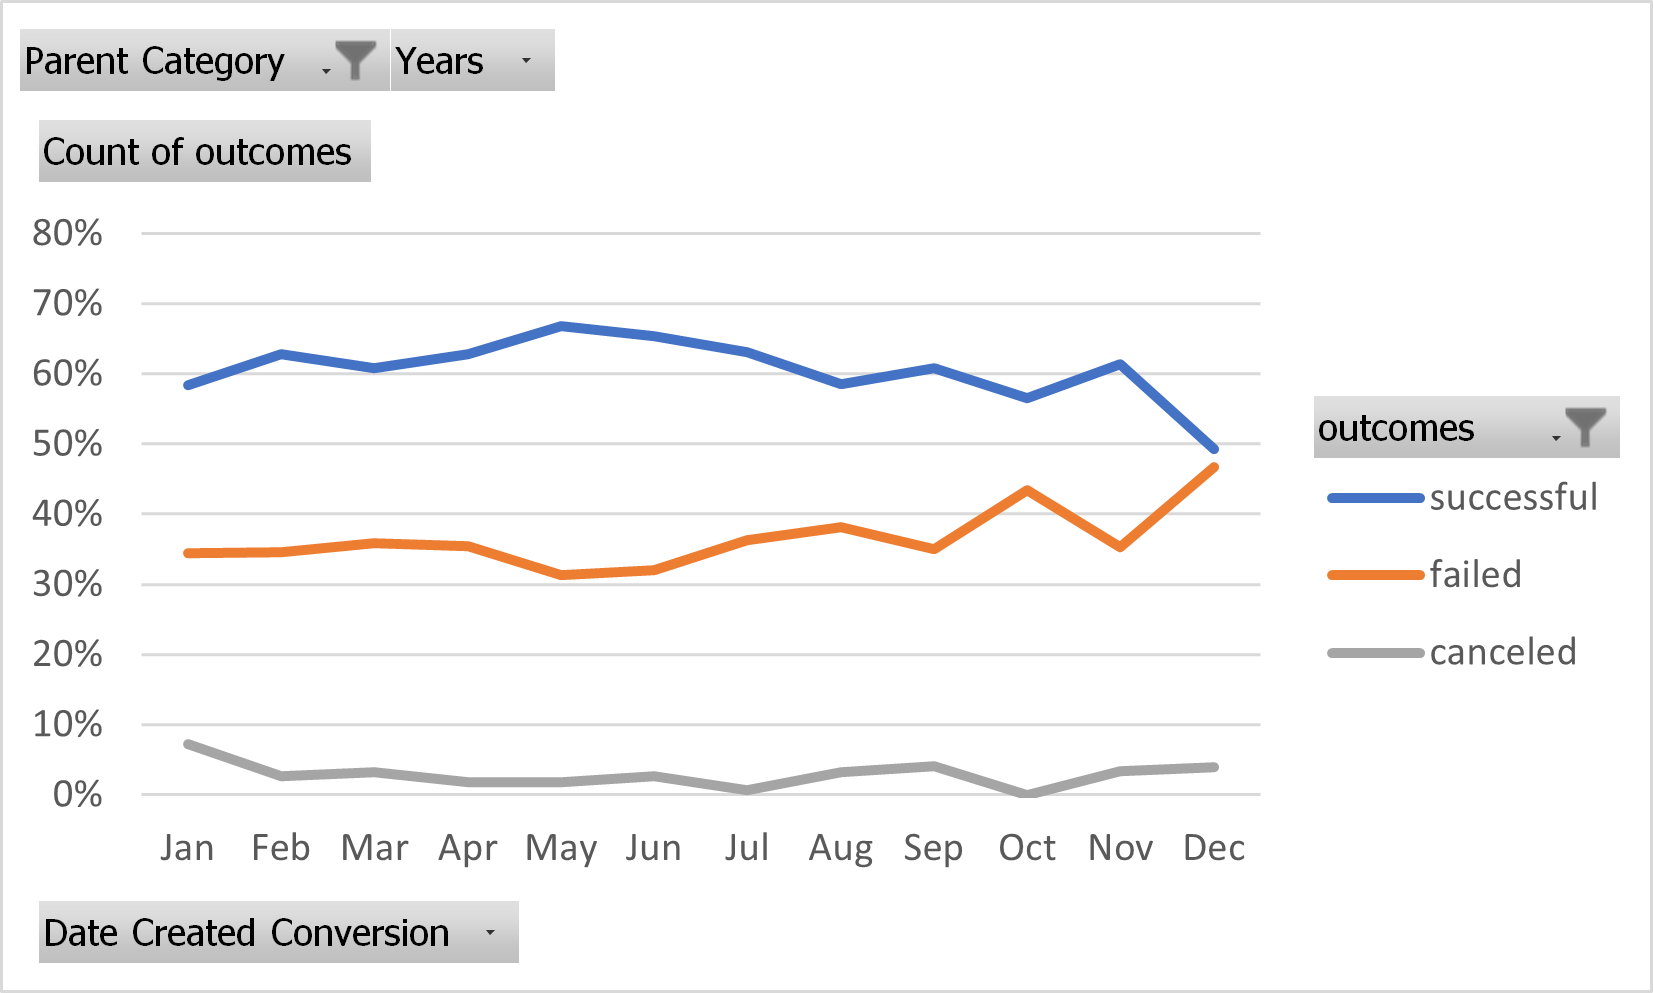 Parent Category Years
Count of outcomes
80%
70%
60%
50%
40%
30%
20%
10%
0%
Jan Feb Mar Apr May Jun Jul Aug Sep Oct Nov Dec
outcomes
successful
failed
canceled
Date Created Conversion